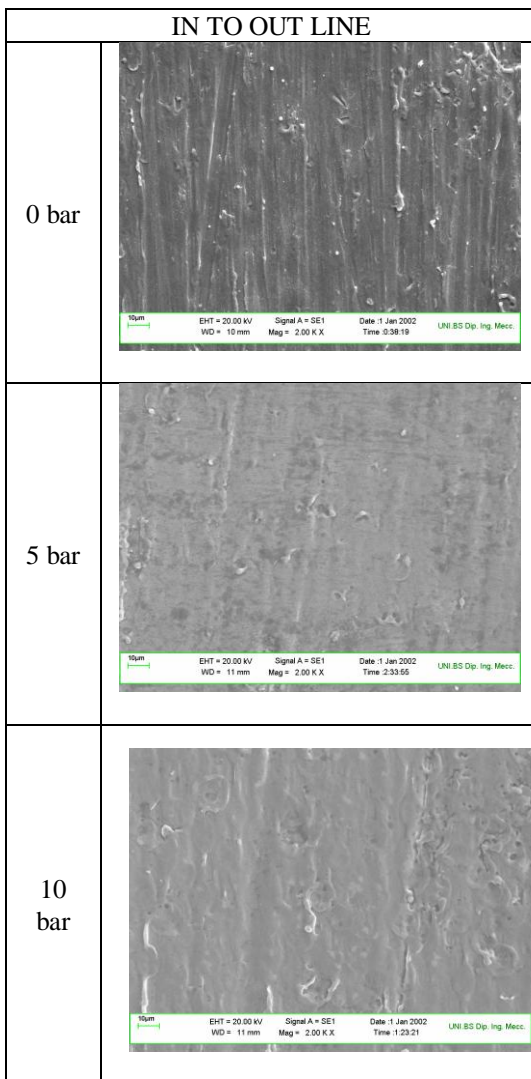 IN TO OUT LINE
0 bar
10µm
EHT = 20.00 kV Signal A = SE1 Date :1 Jan 2002
WD = 10 mm Mag = 2.00 K X Time :0:38:19
UNI.BS Dip. Ing. Mecc.
5 bar
10µm
EHT = 20.00 kV Signal A = SE1 Date :1 Jan 2002
WD = 11 mm Mag = 2.00 K X Time :2:33:55
UNI.BS Dip. Ing. Mecc.
10
bar
10µm
EHT = 20.00 kV Signal A = SE1 Date :1 Jan 2002
WD = 11 mm Mag = 2.00 K X Time :1:23:21
UNI.BS Dip. Ing. Mecc.